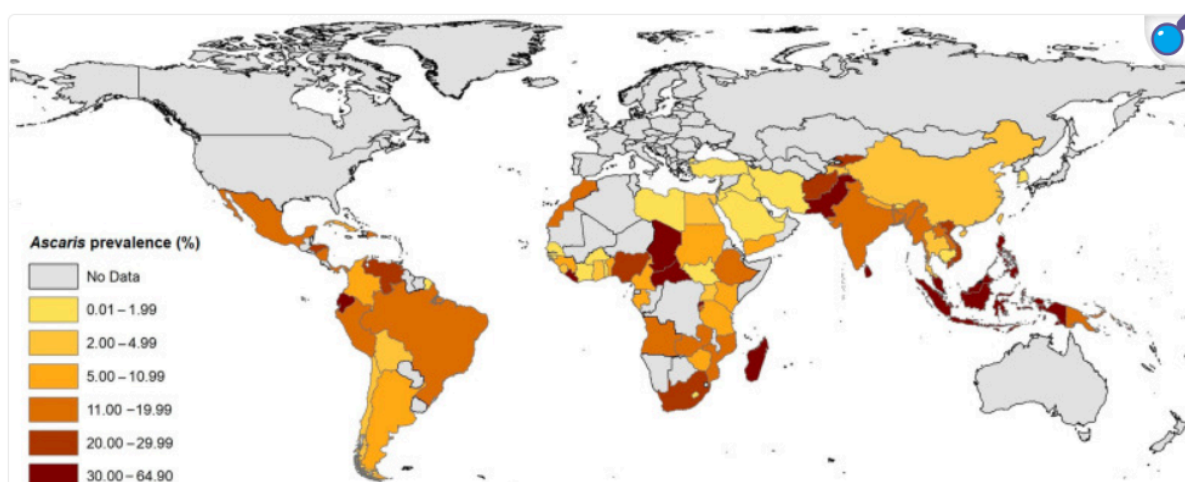 Ascaris prevalence (%)
No Data
0.01 – 1.99
2.00 – 4.99
5.00 – 10.99
11.00 – 19.99
20.00 – 29.99
30.00 – 64.90